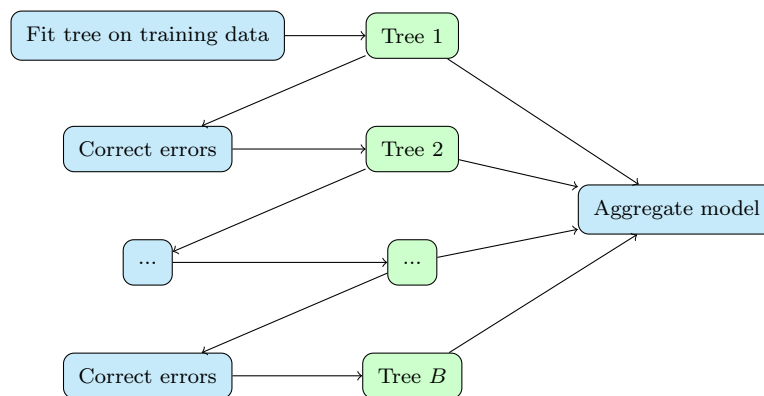 Fit tree on training data
Tree 1
Correct errors
Tree 2
Aggregate model
...
...
Correct errors
Tree B